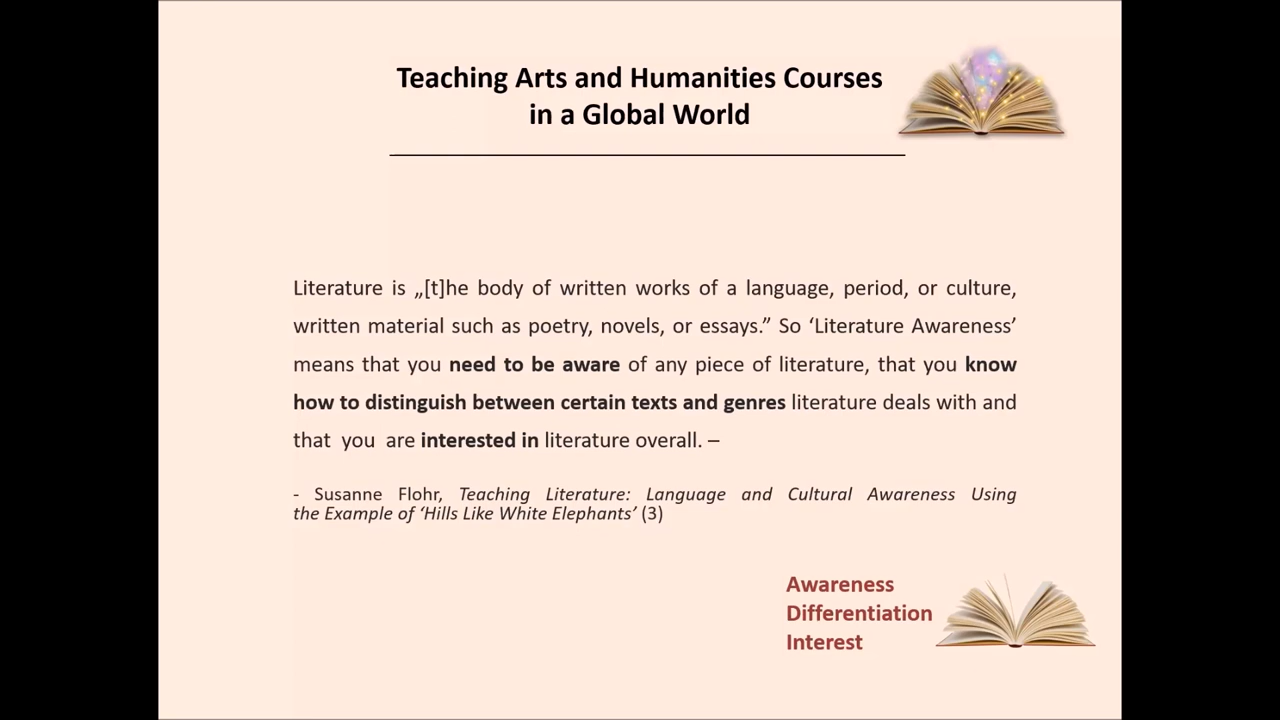 Teaching Arts and Humanities Courses
in a Global World
Literature is „[t]he body of written works of a language, period, or culture,
written material such as poetry, novels, or essays.” So ‘Literature Awareness’
means that you need to be aware of any piece of literature, that you know
how to distinguish between certain texts and genres literature deals with and
that you are interested in literature overall. –
- Susanne Flohr, Teaching Literature: Language and Cultural Awareness Using
the Example of ‘Hills Like White Elephants’ (3)
Awareness
Differentiation
Interest